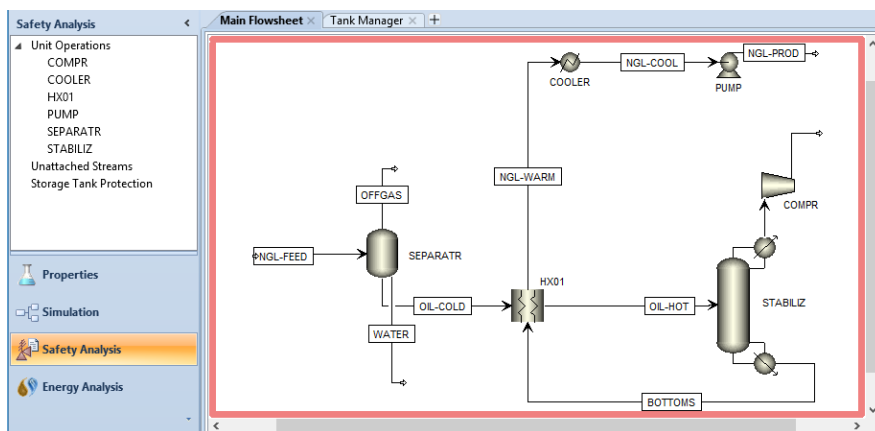 Safety Analysis
Main Flowsheet
Tank Manager
Unit Operations
COMPR
COOLER
HX01
PUMP
SEPARATR
STABILIZ
Unattached Streams
Storage Tank Protection
Properties
Simulation
Safety Analysis
Energy Analysis
NGL-PROD
NGL-COOL
COOLER
PUMP
NGL-WARM
OFFGAS
COMPR
NGL-FEED
SEPARATR
HX01
OIL-COLD
OIL-HOT
STABILIZ
WATER
BOTTOMS